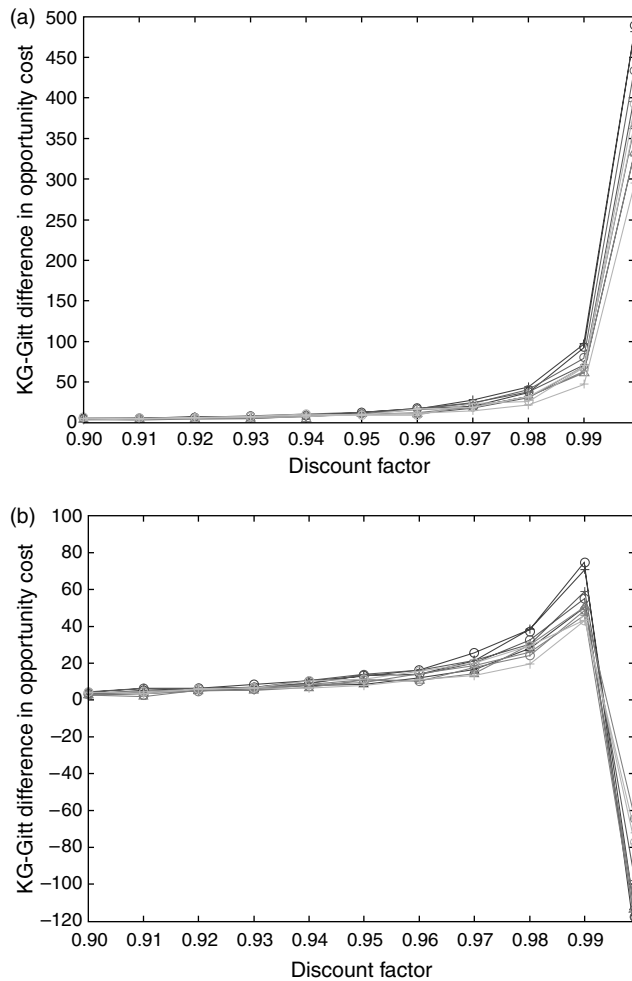 (a)
500
450
400
350
300
250
200
150
100
50
0
KG-Gitt difference in opportunity cost
0.90 0.91 0.92 0.93 0.94 0.95 0.96 0.97 0.98 0.99
Discount factor
(b)
100
80
60
40
20
0
−20
−40
−60
−80
−100
−120
KG-Gitt difference in opportunity cost
0.90 0.91 0.92 0.93 0.94 0.95 0.96 0.97 0.98 0.99
Discount factor